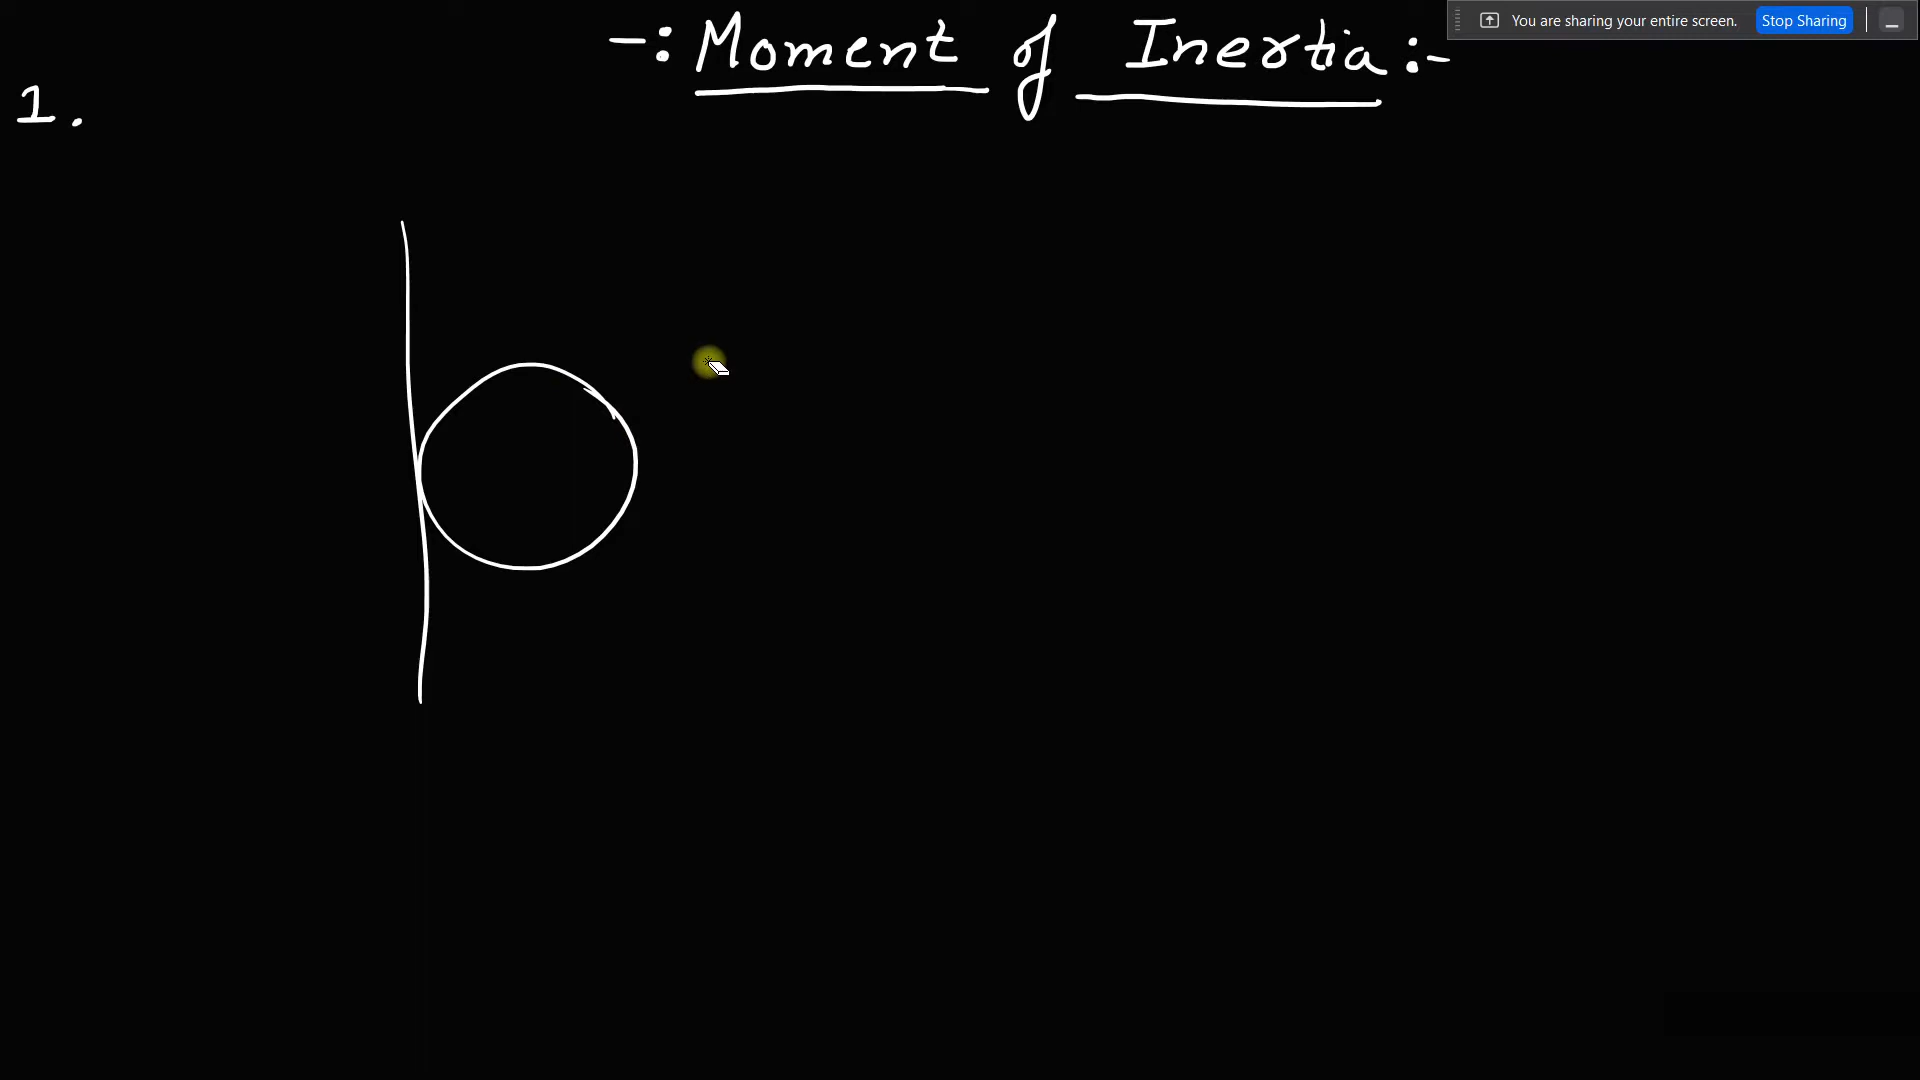 You are sharing your entire screen. Stop Sharing
-: Moment of Inertia :-
1.